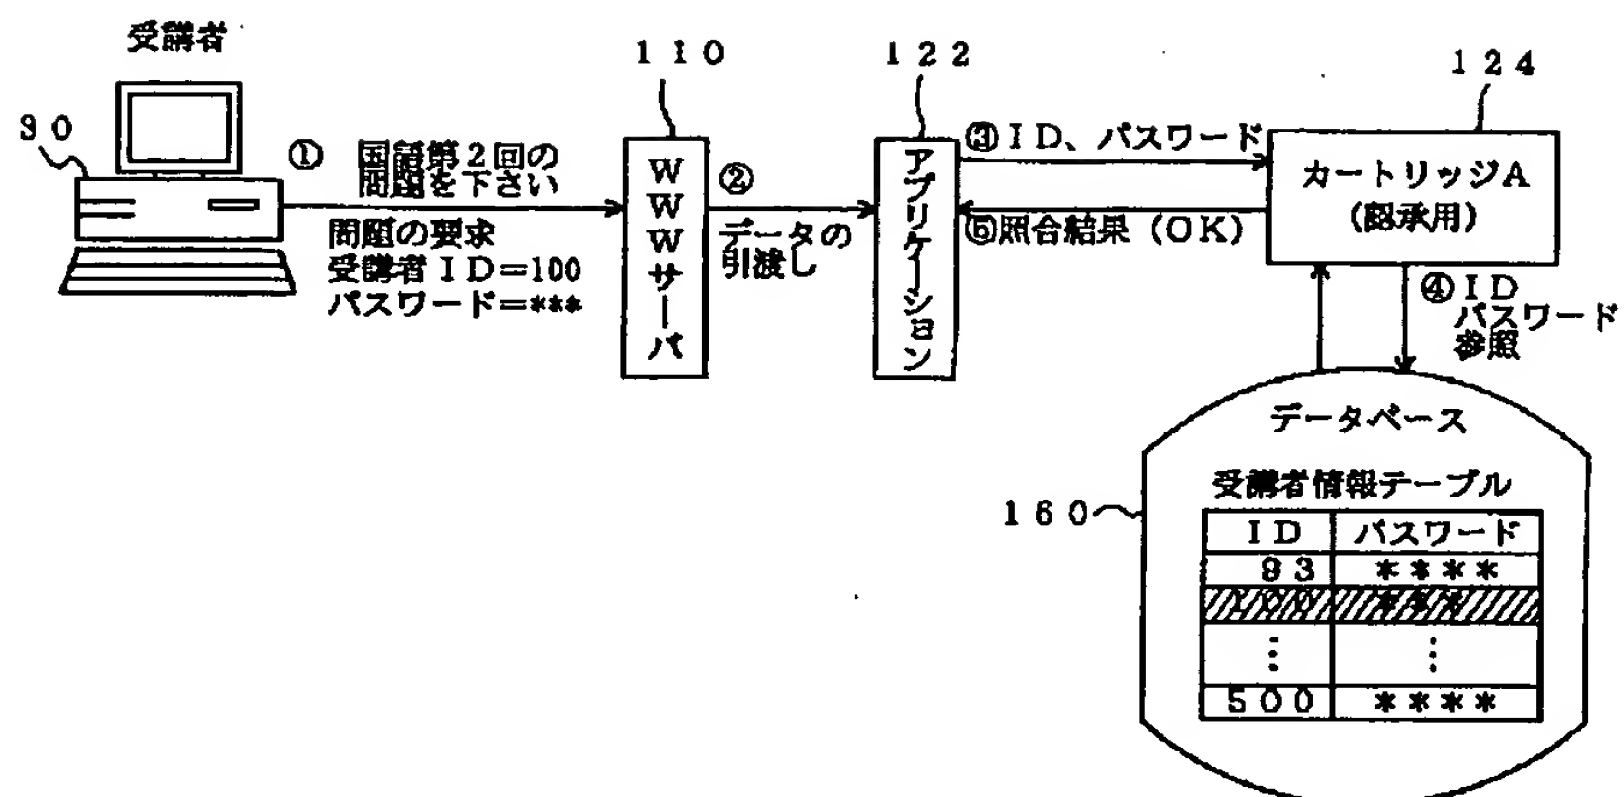 受講者
110
122
124
90
① 国語第2回の
問題を下さい
問題の要求
受講者ID=100
パスワード=***
WWWサーバ
②
データの
引渡し
アプリケーション
③ID、パスワード
⑤照合結果(OK)
カートリッジA
(認承用)
④ID
パスワード
参照
データベース
受講者情報テーブル
160
ID パスワード
93 ****
100 ***
⋮ ⋮
500 ****